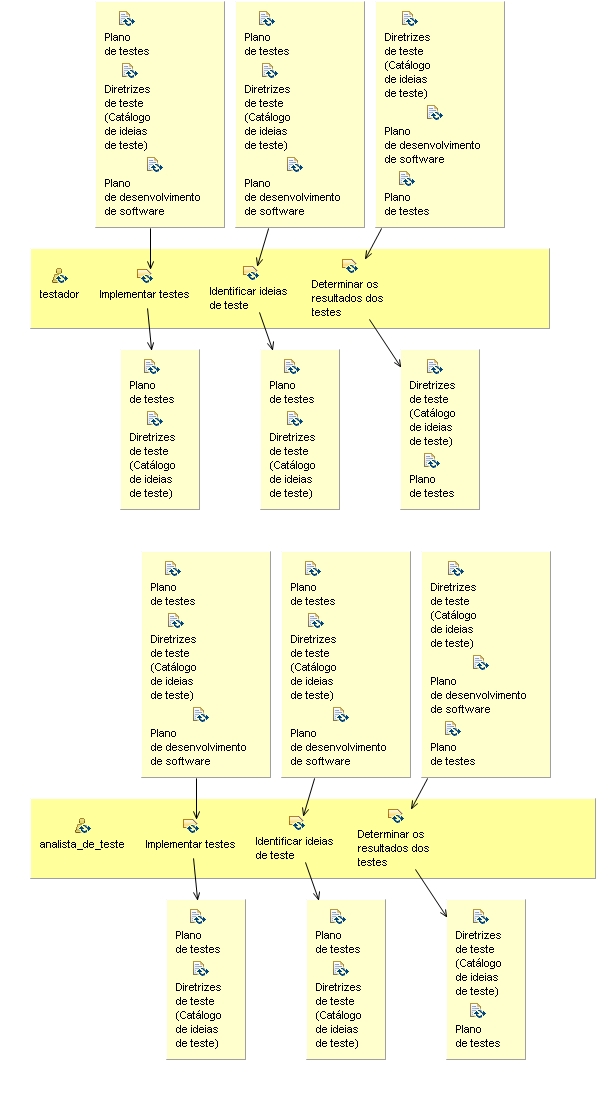 Plano
de testes
Diretrizes
de teste
(Catálogo
de ideias
de teste)
Plano
de desenvolvimento
de software
Plano
de testes
Diretrizes
de teste
(Catálogo
de ideias
de teste)
Plano
de desenvolvimento
de software
Diretrizes
de teste
(Catálogo
de ideias
de teste)
Plano
de desenvolvimento
de software
Plano
de testes
testador
Implementar testes
Identificar ideias
de teste
Determinar os
resultados dos
testes
Plano
de testes
Diretrizes
de teste
(Catálogo
de ideias
de teste)
Plano
de testes
Diretrizes
de teste
(Catálogo
de ideias
de teste)
Diretrizes
de teste
(Catálogo
de ideias
de teste)
Plano
de testes
Plano
de testes
Diretrizes
de teste
(Catálogo
de ideias
de teste)
Plano
de desenvolvimento
de software
Plano
de testes
Diretrizes
de teste
(Catálogo
de ideias
de teste)
Plano
de desenvolvimento
de software
Diretrizes
de teste
(Catálogo
de ideias
de teste)
Plano
de desenvolvimento
de software
Plano
de testes
analista_de_teste
Implementar testes
Identificar ideias
de teste
Determinar os
resultados dos
testes
Plano
de testes
Diretrizes
de teste
(Catálogo
de ideias
de teste)
Plano
de testes
Diretrizes
de teste
(Catálogo
de ideias
de teste)
Diretrizes
de teste
(Catálogo
de ideias
de teste)
Plano
de testes